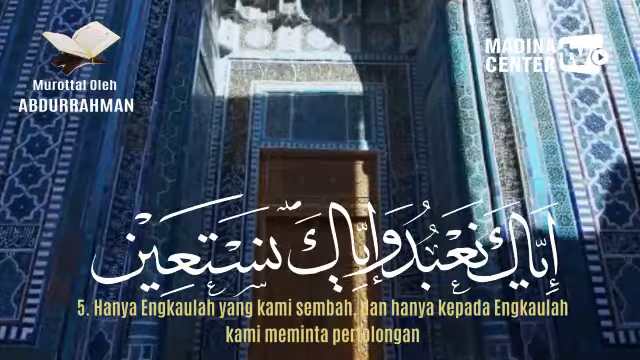 Murottal Oleh
ABDURRAHMAN
MADINA
CENTER TV
إِيَّاكَ نَعْبُدُ وَإِيَّاكَ نَسْتَعِيْنُ
5. Hanya Engkaulah yang kami sembah, dan hanya kepada Engkaulah
kami meminta pertolongan